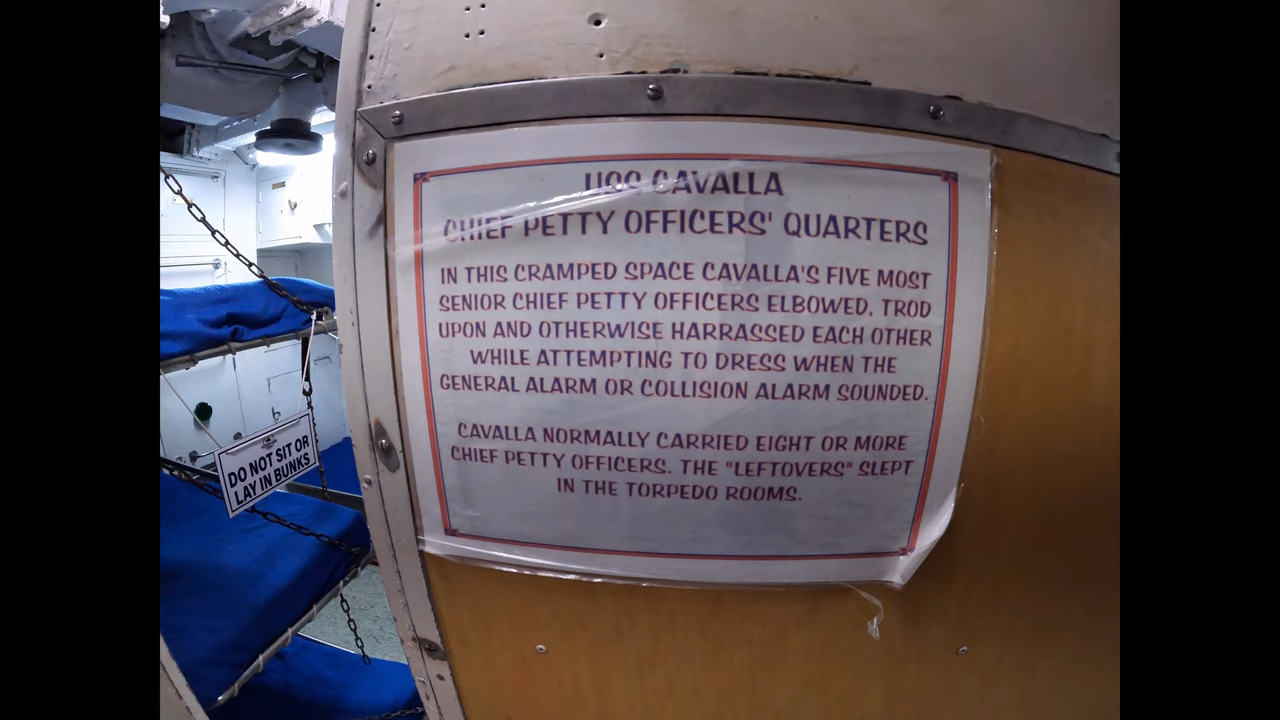 USS CAVALLA
CHIEF PETTY OFFICERS' QUARTERS
IN THIS CRAMPED SPACE CAVALLA'S FIVE MOST
SENIOR CHIEF PETTY OFFICERS ELBOWED, TROD
UPON AND OTHERWISE HARRASSED EACH OTHER
WHILE ATTEMPTING TO DRESS WHEN THE
GENERAL ALARM OR COLLISION ALARM SOUNDED.
CAVALLA NORMALLY CARRIED EIGHT OR MORE
CHIEF PETTY OFFICERS. THE "LEFTOVERS" SLEPT
IN THE TORPEDO ROOMS.
DO NOT SIT OR
LAY IN BUNKS